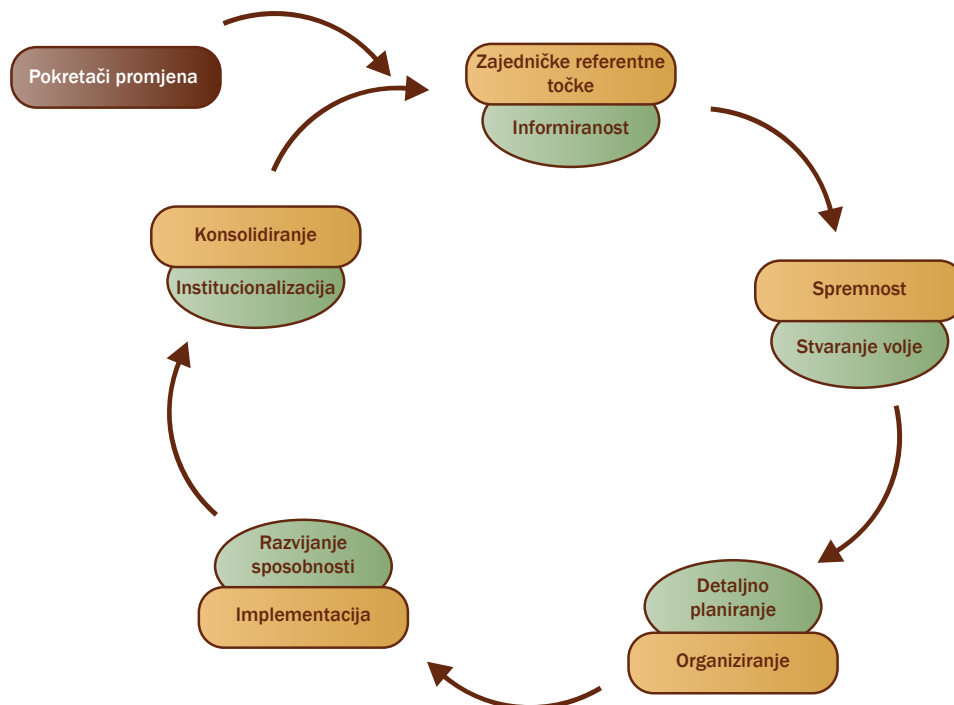 Pokretači promjena
Zajedničke referentne
točke
Informiranost
Spremnost
Stvaranje volje
Detaljno
planiranje
Organiziranje
Razvijanje
sposobnosti
Implementacija
Konsolidiranje
Institucionalizacija